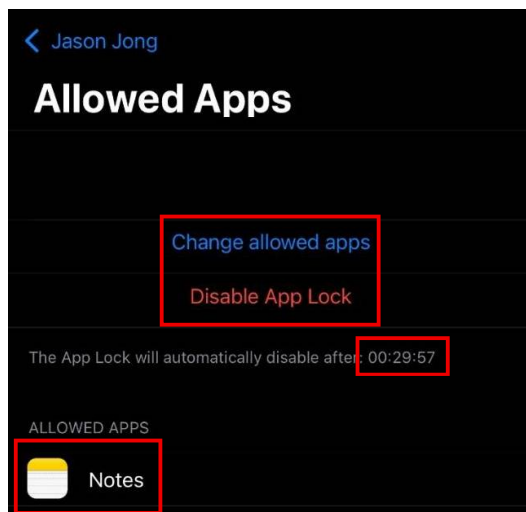 Jason Jong
Allowed Apps
Change allowed apps
Disable App Lock
The App Lock will automatically disable after: 00:29:57
ALLOWED APPS
Notes